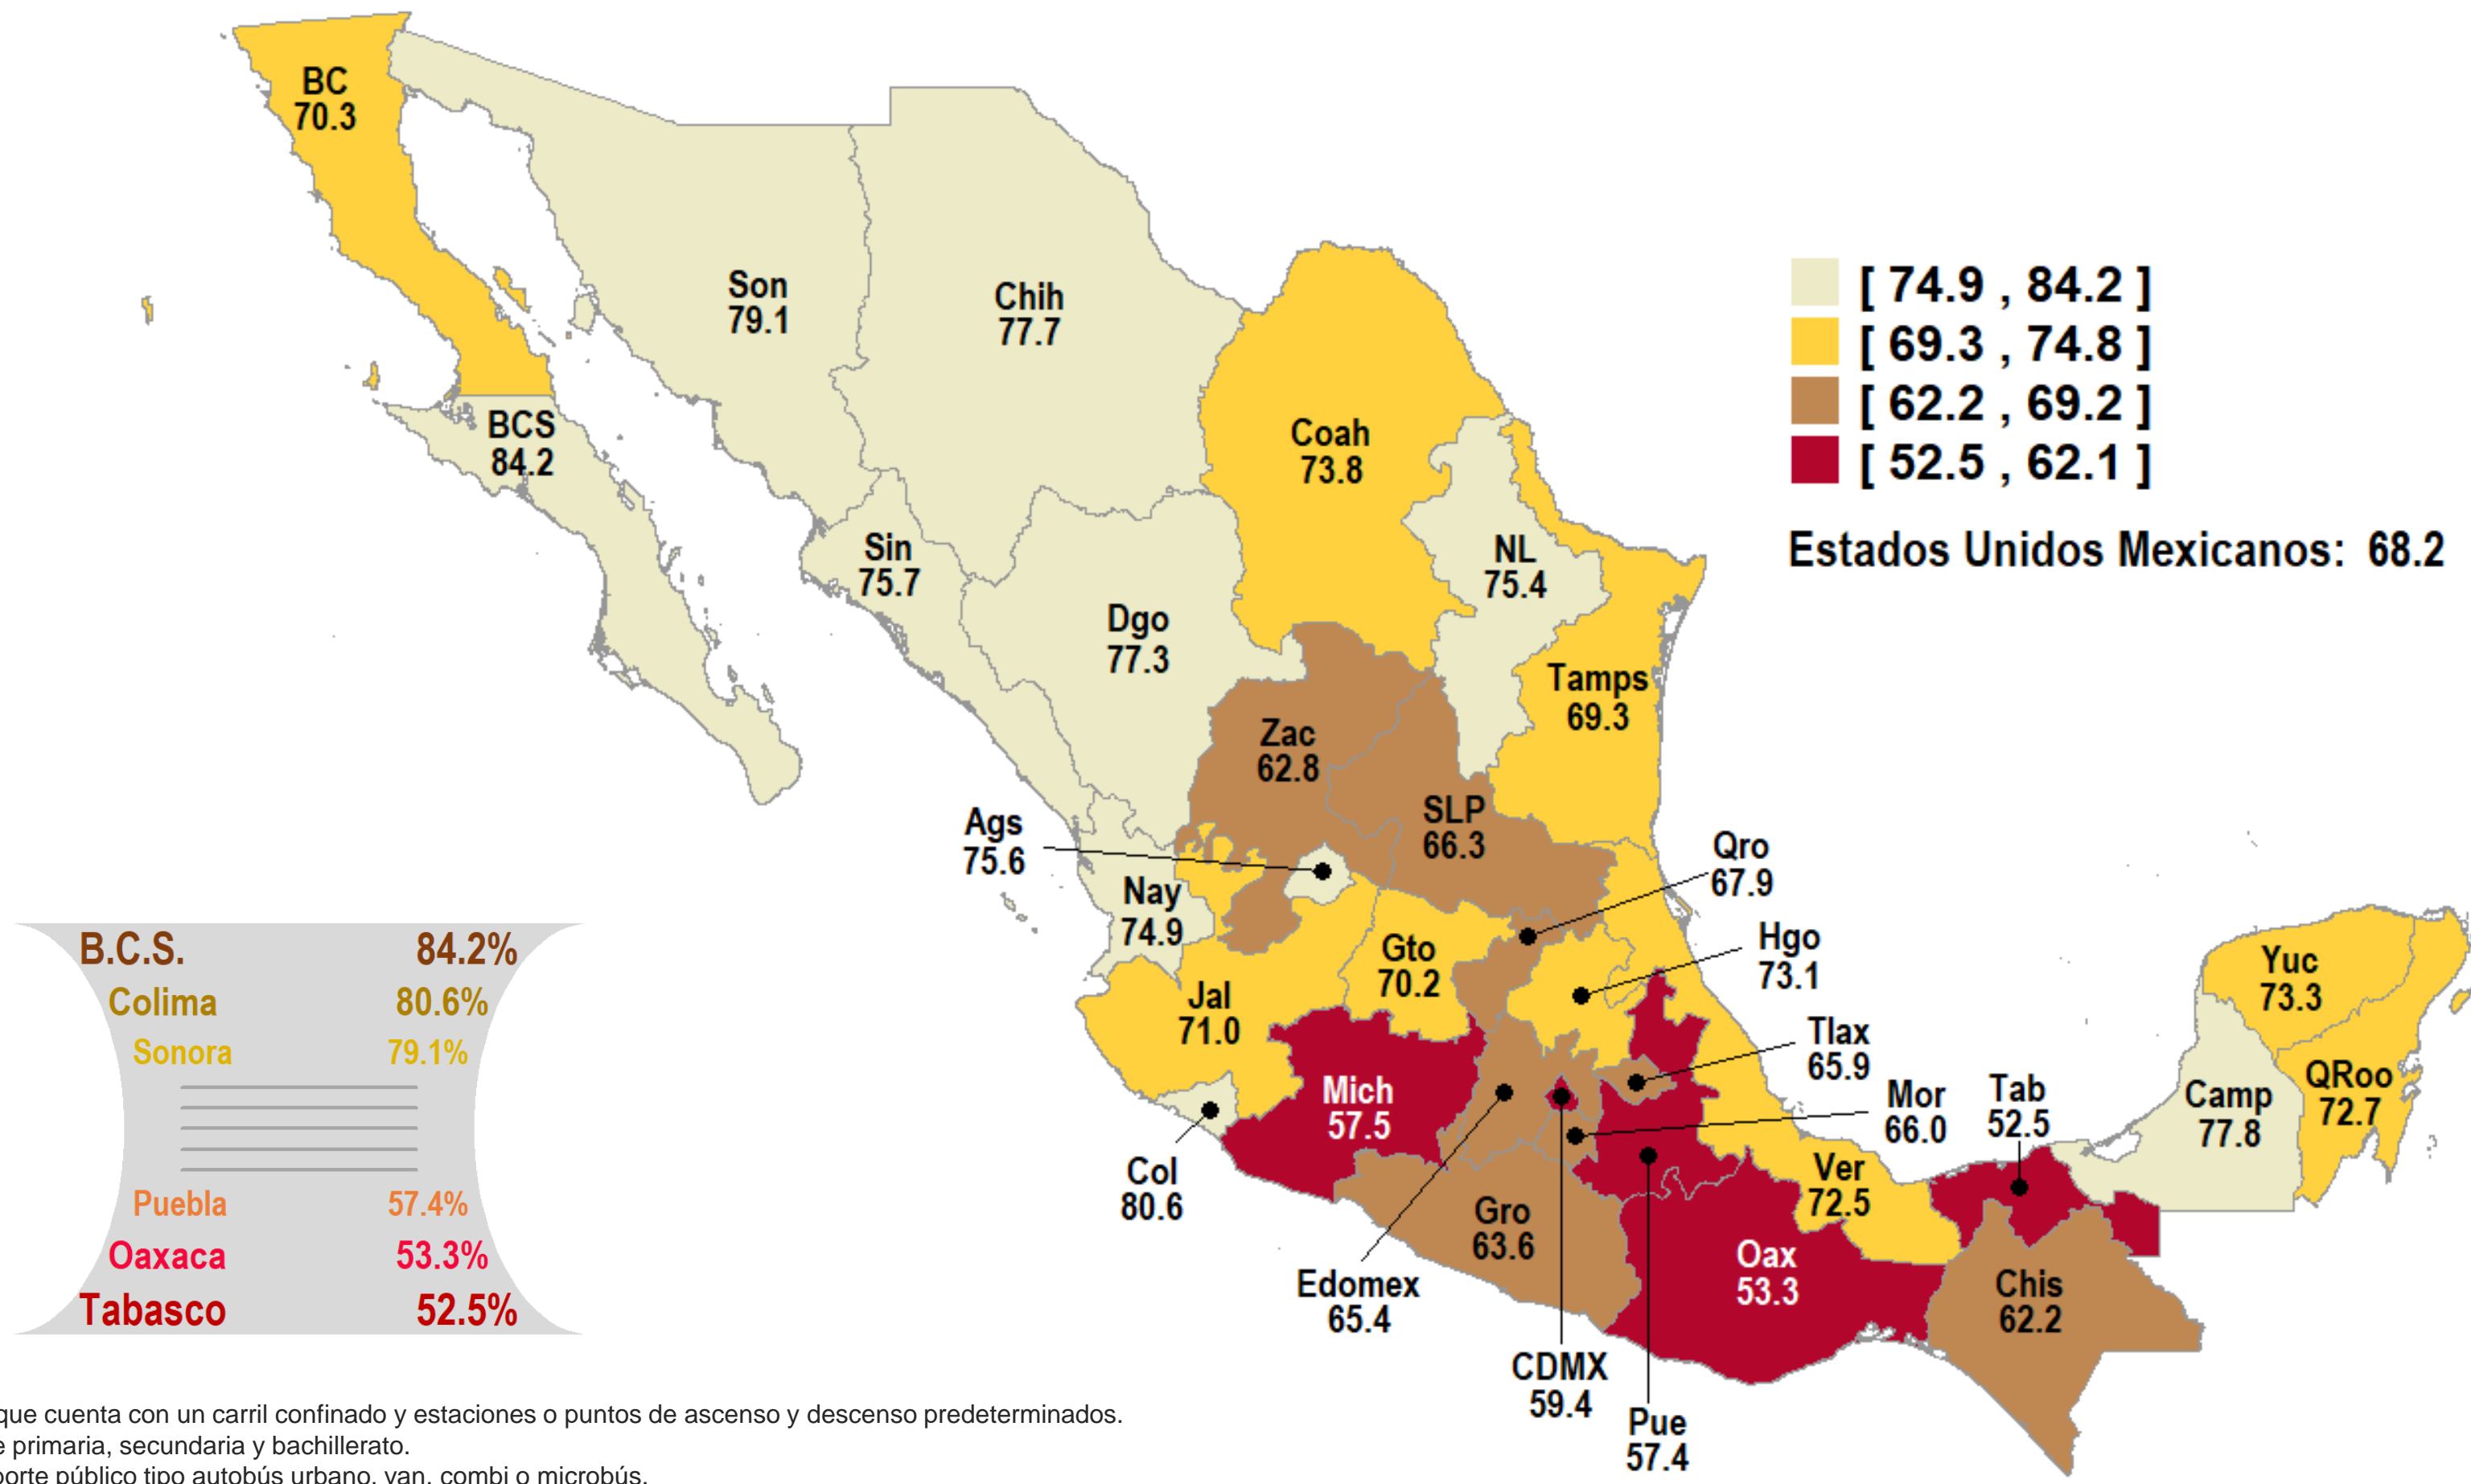 BC
70.3
Son
79.1
Chih
77.7
BCS
84.2
Coah
73.8
Sin
75.7
NL
75.4
Dgo
77.3
Tamps
69.3
Zac
62.8
SLP
66.3
Ags
75.6
Nay
74.9
Qro
67.9
Hgo
73.1
Gto
70.2
Jal
71.0
Tlax
65.9
Mich
57.5
Mor
66.0
Tab
52.5
Yuc
73.3
QRoo
72.7
Camp
77.8
Col
80.6
Ver
72.5
Gro
63.6
Oax
53.3
Edomex
65.4
Chis
62.2
CDMX
59.4
Pue
57.4
[ 74.9 , 84.2 ]
[ 69.3 , 74.8 ]
[ 62.2 , 69.2 ]
[ 52.5 , 62.1 ]
Estados Unidos Mexicanos: 68.2
B.C.S. 84.2%
Colima 80.6%
Sonora 79.1%
Puebla 57.4%
Oaxaca 53.3%
Tabasco 52.5%
que cuenta con un carril confinado y estaciones o puntos de ascenso y descenso predeterminados.
e primaria, secundaria y bachillerato.
porte público tipo autobús urbano, van, combi o microbús.